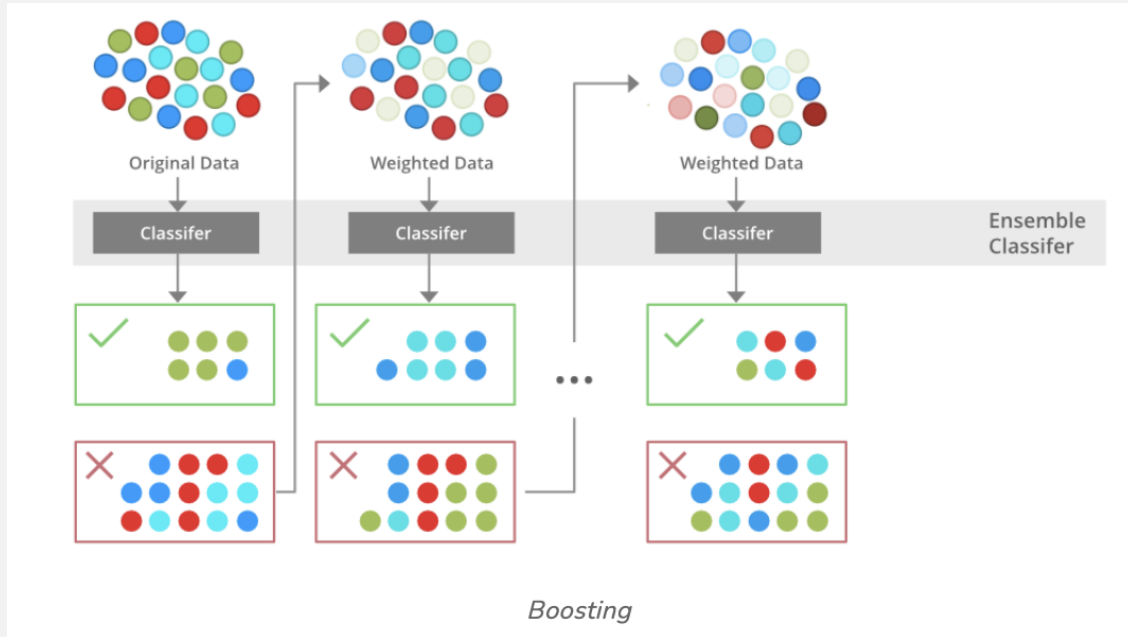 Original Data
Weighted Data
Weighted Data
Classifer
Classifer
Classifer
Ensemble
Classifer
...
Boosting